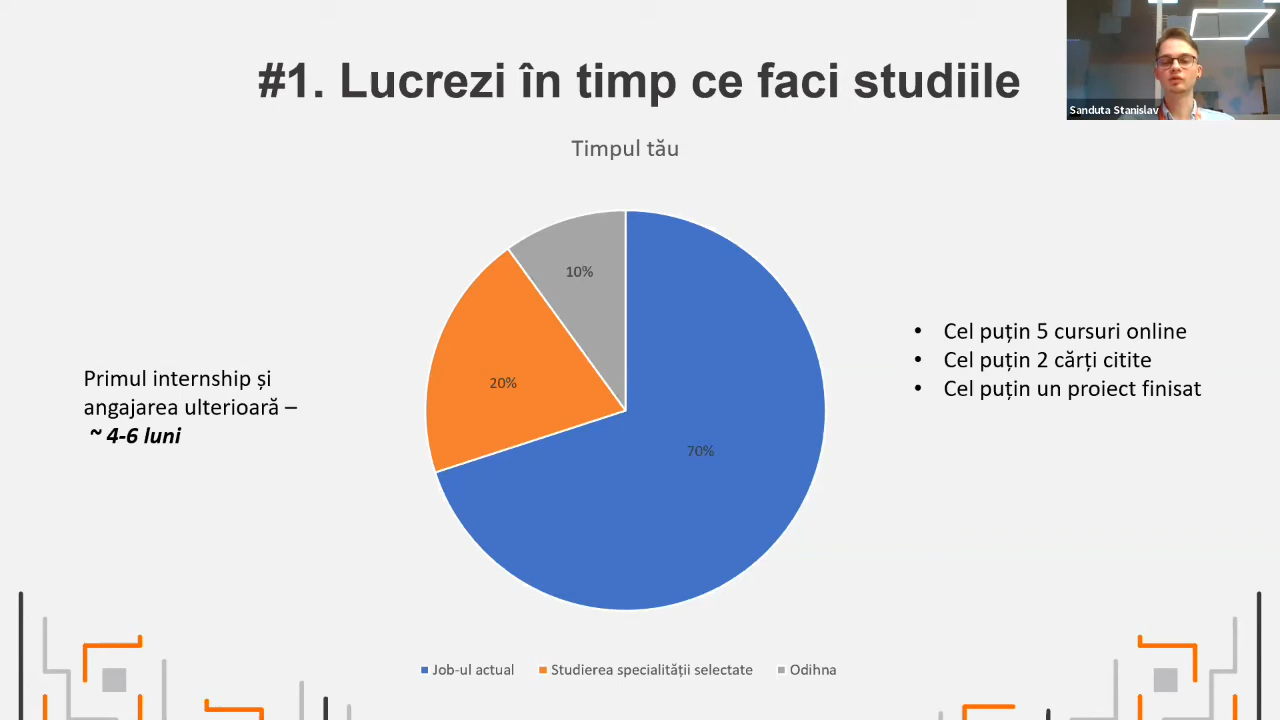 #1. Lucrezi în timp ce faci studiile
Sanduta Stanislav
Timpul tău
10%
20%
70%
Primul internship și
angajarea ulterioară –
~ 4-6 luni
• Cel puțin 5 cursuri online
• Cel puțin 2 cărți citite
• Cel puțin un proiect finisat
Job-ul actual Studierea specialității selectate Odihna